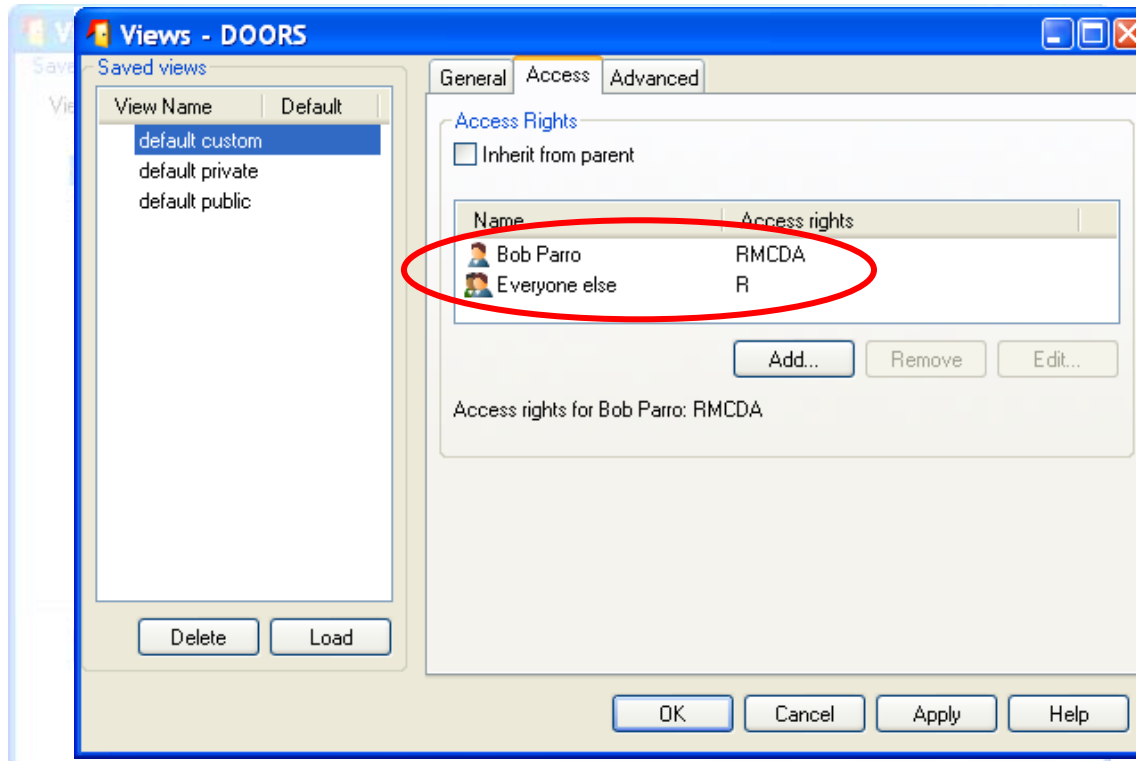 Views - DOORS
Saved views
View Name Default
default custom
default private
default public
Delete Load
General Access Advanced
Access Rights
Inherit from parent
Name Access rights
Bob Parro RMCDA
Everyone else R
Add... Remove Edit...
Access rights for Bob Parro: RMCDA
OK Cancel Apply Help